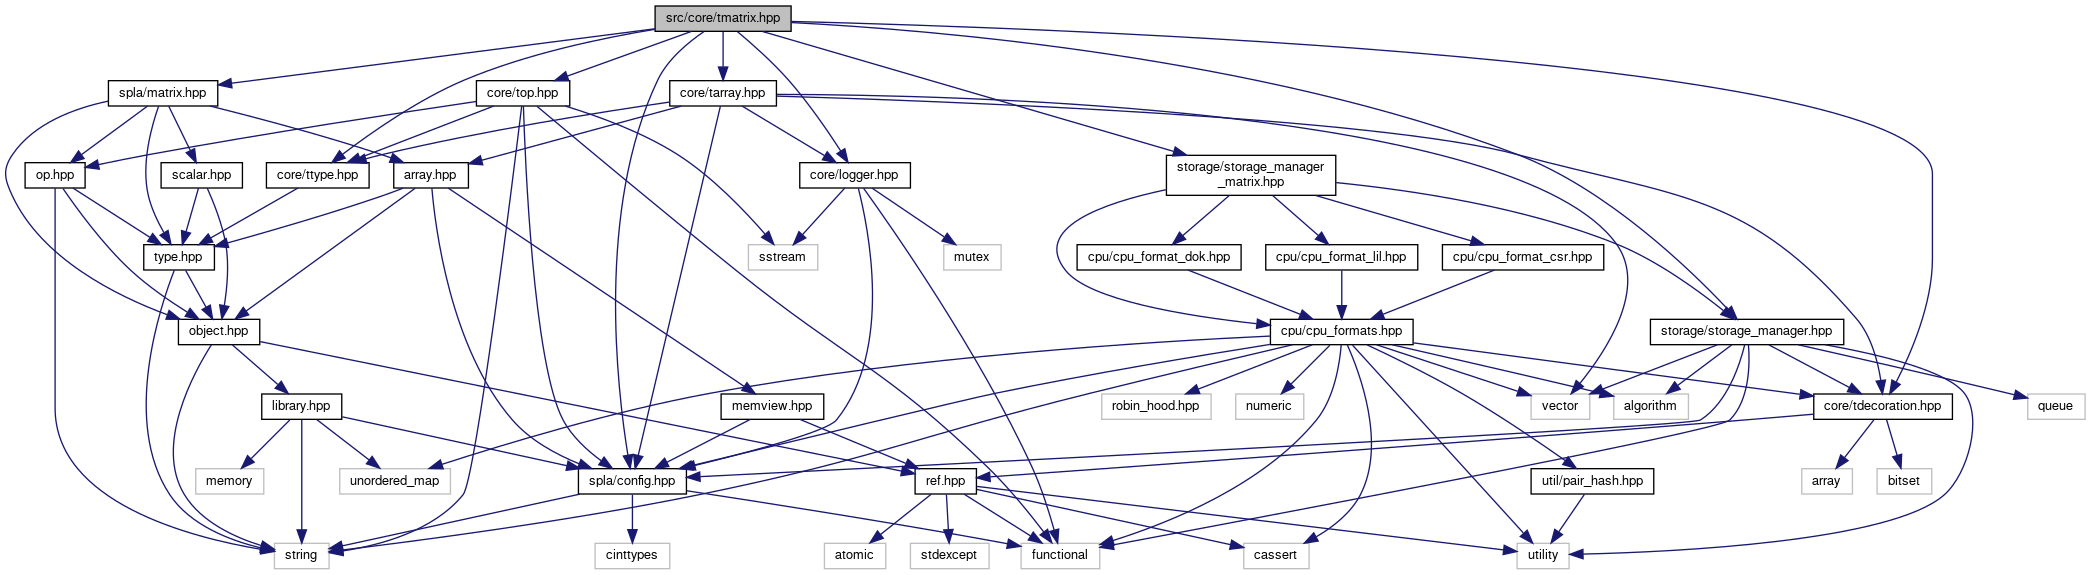 src/core/tmatrix.hpp
spla/matrix.hpp
core/top.hpp
core/tarray.hpp
op.hpp
scalar.hpp
core/ttype.hpp
array.hpp
core/logger.hpp
storage/storage_manager
_matrix.hpp
type.hpp
sstream
mutex
cpu/cpu_format_dok.hpp
cpu/cpu_format_lil.hpp
cpu/cpu_format_csr.hpp
object.hpp
cpu/cpu_formats.hpp
storage/storage_manager.hpp
library.hpp
memview.hpp
robin_hood.hpp
numeric
vector
algorithm
core/tdecoration.hpp
queue
memory
unordered_map
spla/config.hpp
ref.hpp
util/pair_hash.hpp
array
bitset
string
cinttypes
atomic
stdexcept
functional
cassert
utility